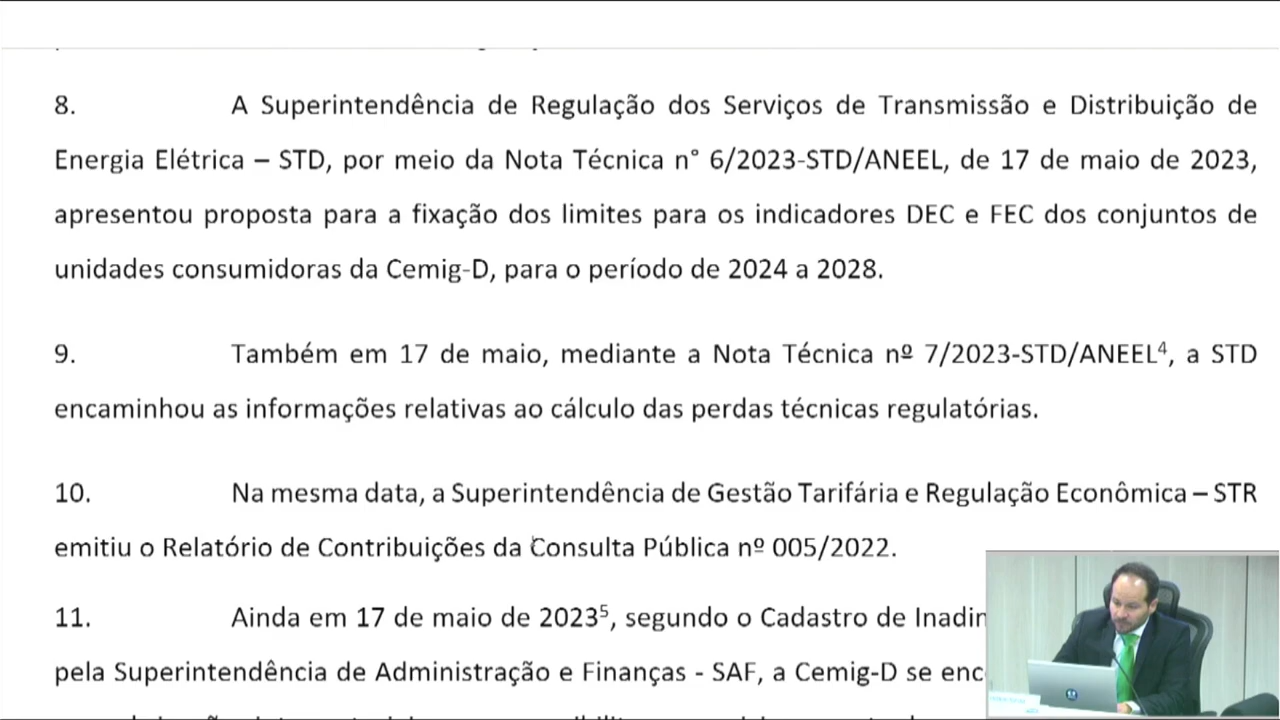 8. A Superintendência de Regulação dos Serviços de Transmissão e Distribuição de
Energia Elétrica – STD, por meio da Nota Técnica n° 6/2023-STD/ANEEL, de 17 de maio de 2023,
apresentou proposta para a fixação dos limites para os indicadores DEC e FEC dos conjuntos de
unidades consumidoras da Cemig-D, para o período de 2024 a 2028.
9. Também em 17 de maio, mediante a Nota Técnica nº 7/2023-STD/ANEEL⁴, a STD
encaminhou as informações relativas ao cálculo das perdas técnicas regulatórias.
10. Na mesma data, a Superintendência de Gestão Tarifária e Regulação Econômica – STR
emitiu o Relatório de Contribuições da Consulta Pública nº 005/2022.
11. Ainda em 17 de maio de 2023⁵, segundo o Cadastro de
pela Superintendência de Administração e Finanças - SAF, a Cemig-D se